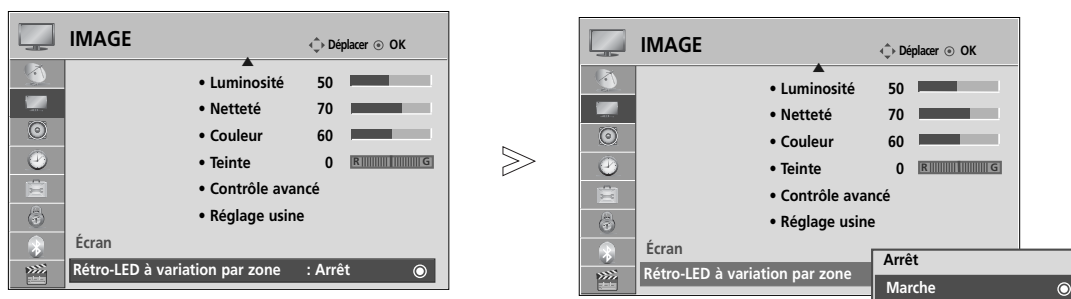 IMAGE
Déplacer OK
• Luminosité 50
• Netteté 70
• Couleur 60
• Teinte 0 R G
• Contrôle avancé
• Réglage usine
Écran
Rétro-LED à variation par zone : Arrêt
IMAGE
Déplacer OK
• Luminosité 50
• Netteté 70
• Couleur 60
• Teinte 0 R G
• Contrôle avancé
• Réglage usine
Écran
Rétro-LED à variation par zone
Arrêt
Marche